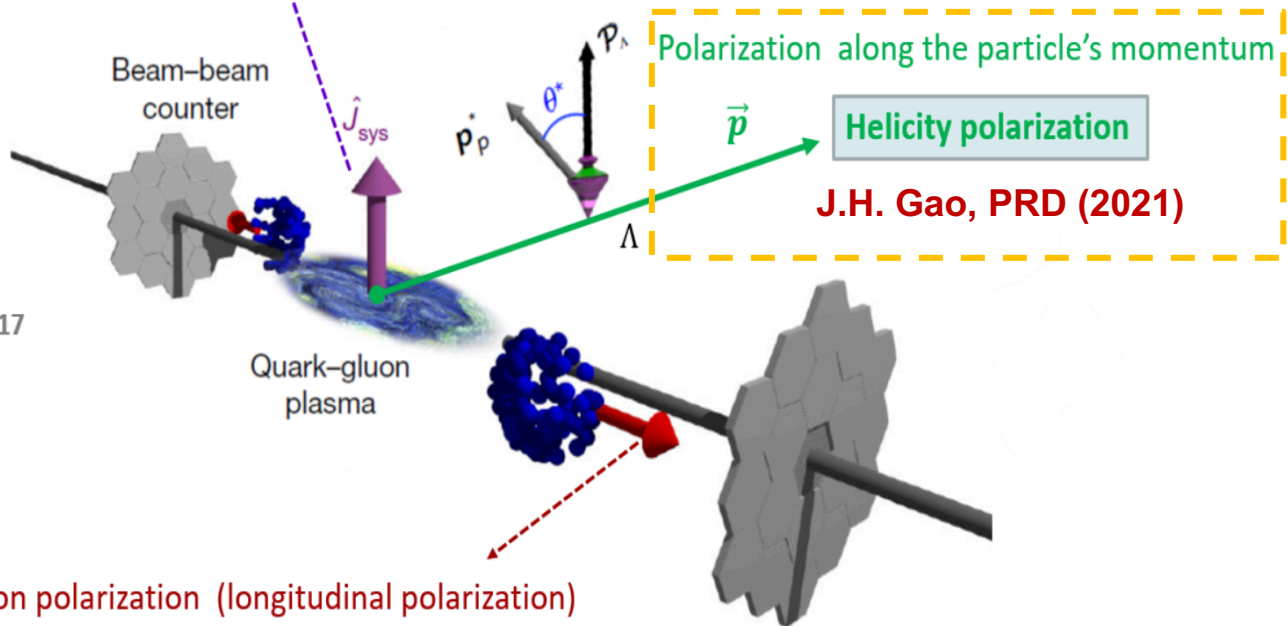 Beam–beam
counter
ĵsys
θ*
𝒫Λ
p*p
Polarization along the particle's momentum
p⃗
Helicity polarization
J.H. Gao, PRD (2021)
Λ
17
Quark–gluon
plasma
on polarization (longitudinal polarization)